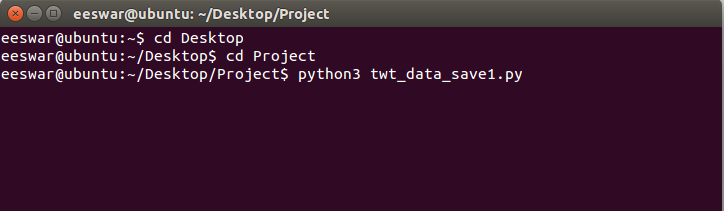 eeswar@ubuntu: ~/Desktop/Project
eeswar@ubuntu:~$ cd Desktop
eeswar@ubuntu:~/Desktop$ cd Project
eeswar@ubuntu:~/Desktop/Project$ python3 twt_data_save1.py